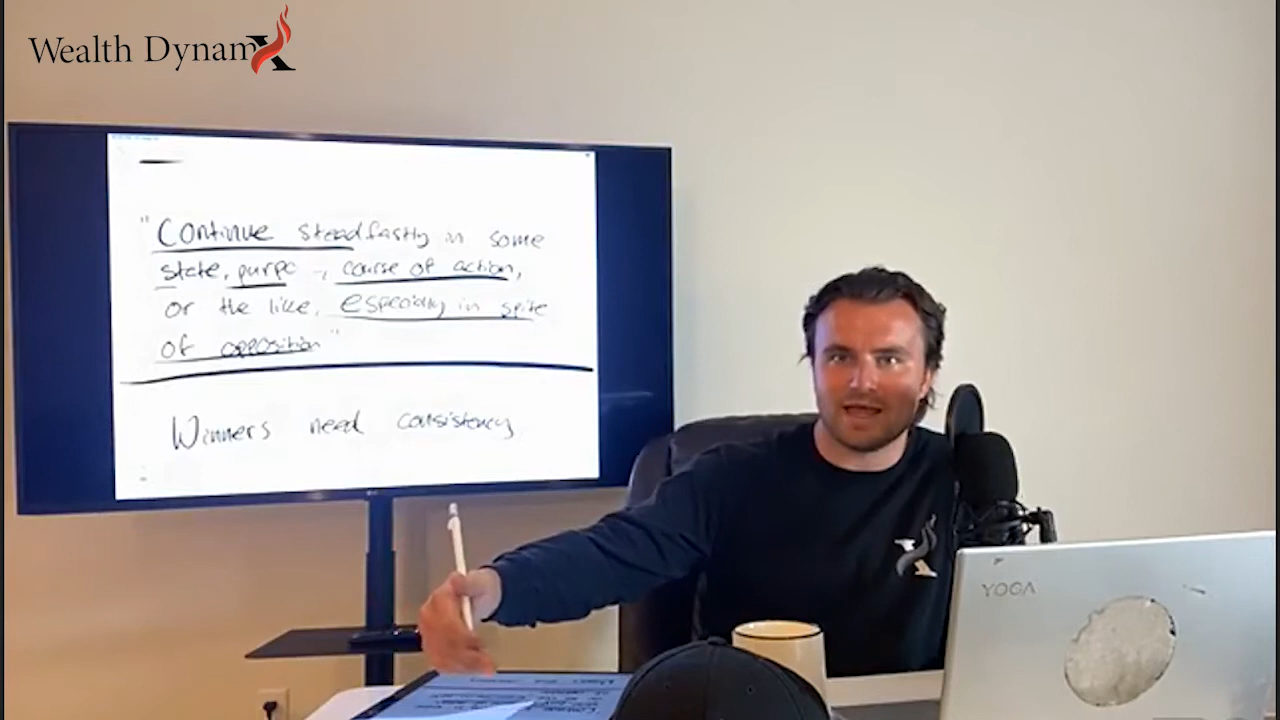 Wealth DynamX
"Continue steadfastly in some
state, purpo -, course of action,
or the like, especially in spite
of opposition"
Winners need consistency
YOGA